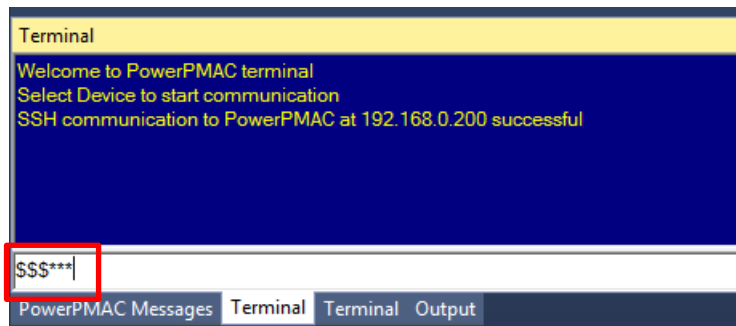 Terminal
Welcome to PowerPMAC terminal
Select Device to start communication
SSH communication to PowerPMAC at 192.168.0.200 successful
$$$***
PowerPMAC Messages Terminal Terminal Output